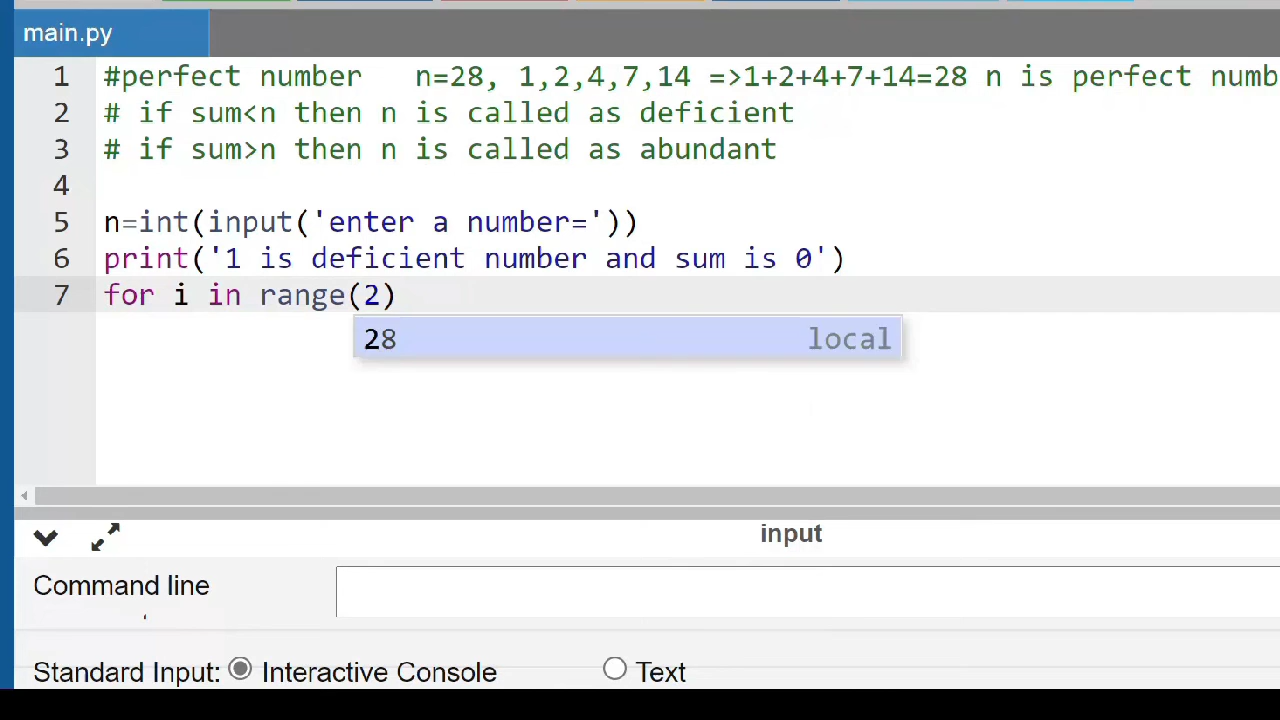 main.py
1 #perfect number   n=28, 1,2,4,7,14 =>1+2+4+7+14=28 n is perfect numb
2 # if sum<n then n is called as deficient
3 # if sum>n then n is called as abundant
4
5 n=int(input('enter a number='))
6 print('1 is deficient number and sum is 0')
7 for i in range(2)
28 local
input
Command line
Standard Input: Interactive Console Text